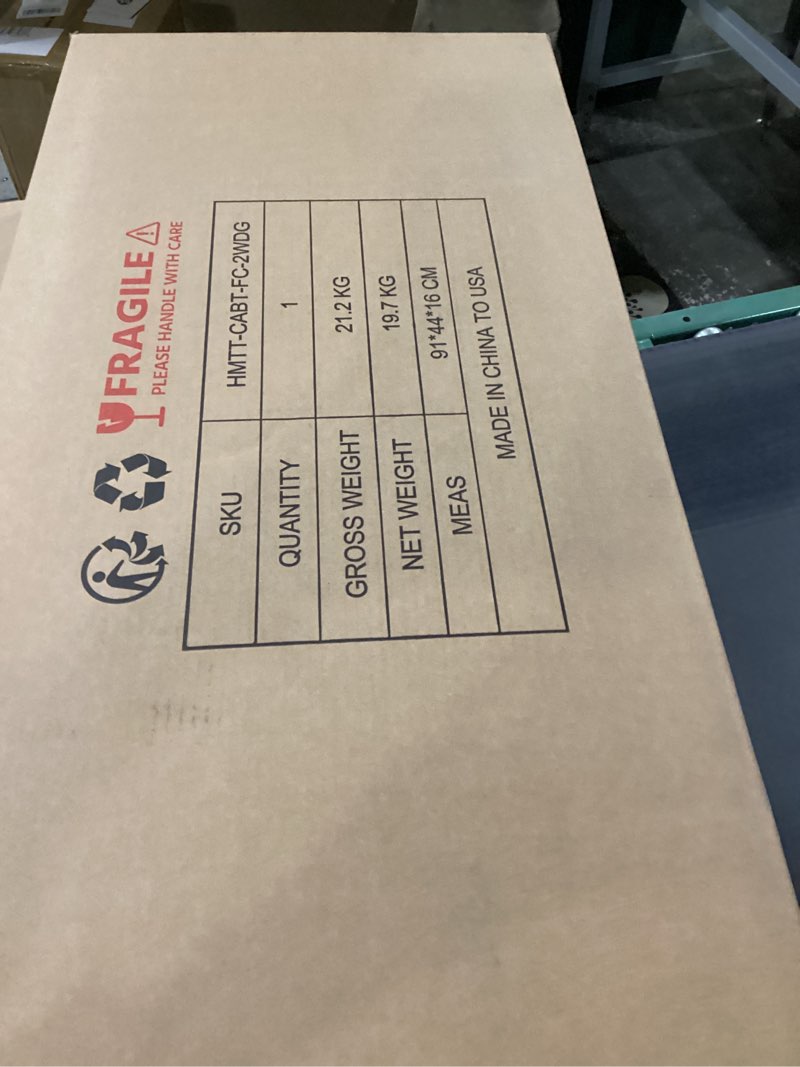 FRAGILE
PLEASE HANDLE WITH CARE
SKU HMTT-CABT-FC-2WDG
QUANTITY 1
GROSS WEIGHT 21.2 KG
NET WEIGHT 19.7 KG
MEAS 91*44*16 CM
MADE IN CHINA TO USA